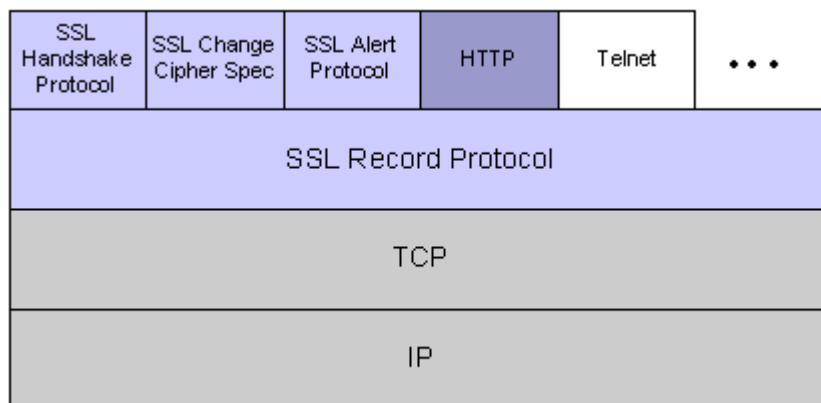 SSL
Handshake
Protocol
SSL Change
Cipher Spec
SSL Alert
Protocol
HTTP
Telnet
...
SSL Record Protocol
TCP
IP